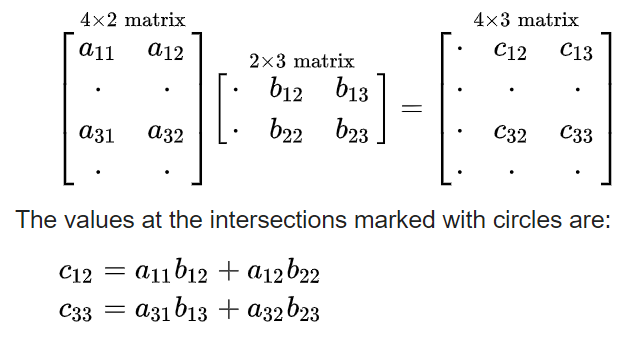 4×2 matrix 4×3 matrix
2×3 matrix
[a₁₁ a₁₂] [· b₁₂ b₁₃] = [· c₁₂ c₁₃]
[· ·] [· b₂₂ b₂₃] [· · ·]
[a₃₁ a₃₂] [· c₃₂ c₃₃]
[· ·] [· · ·]
The values at the intersections marked with circles are:
c₁₂ = a₁₁b₁₂ + a₁₂b₂₂
c₃₃ = a₃₁b₁₃ + a₃₂b₂₃